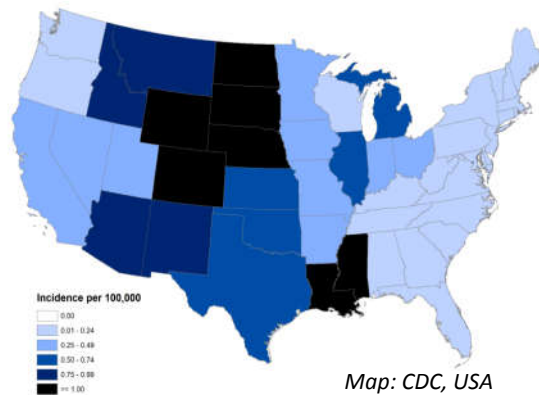 Incidence per 100,000
0.00
0.01 - 0.24
0.25 - 0.49
0.50 - 0.74
0.75 - 0.99
>= 1.00
Map: CDC, USA